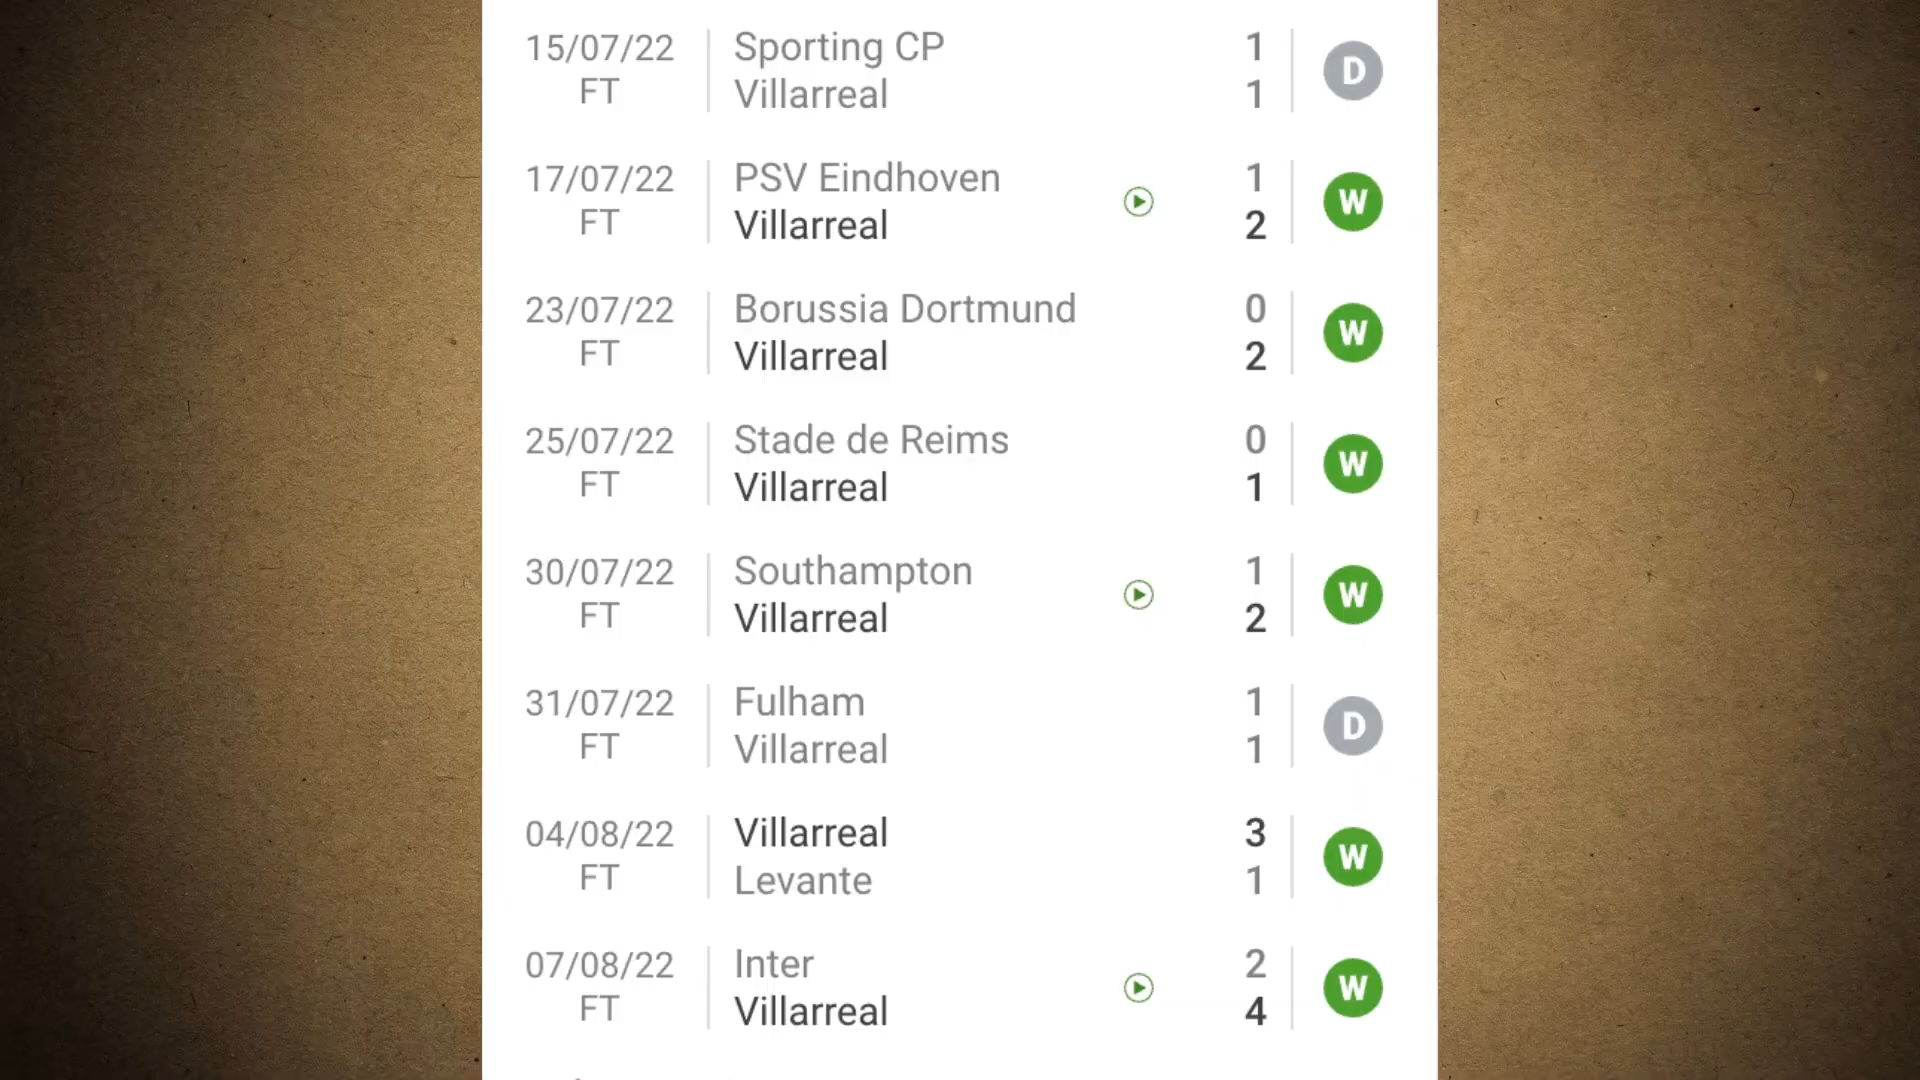 15/07/22 Sporting CP 1 D
FT Villarreal 1
17/07/22 PSV Eindhoven 1 W
FT Villarreal 2
23/07/22 Borussia Dortmund 0 W
FT Villarreal 2
25/07/22 Stade de Reims 0 W
FT Villarreal 1
30/07/22 Southampton 1 W
FT Villarreal 2
31/07/22 Fulham 1 D
FT Villarreal 1
04/08/22 Villarreal 3 W
FT Levante 1
07/08/22 Inter 2 W
FT Villarreal 4